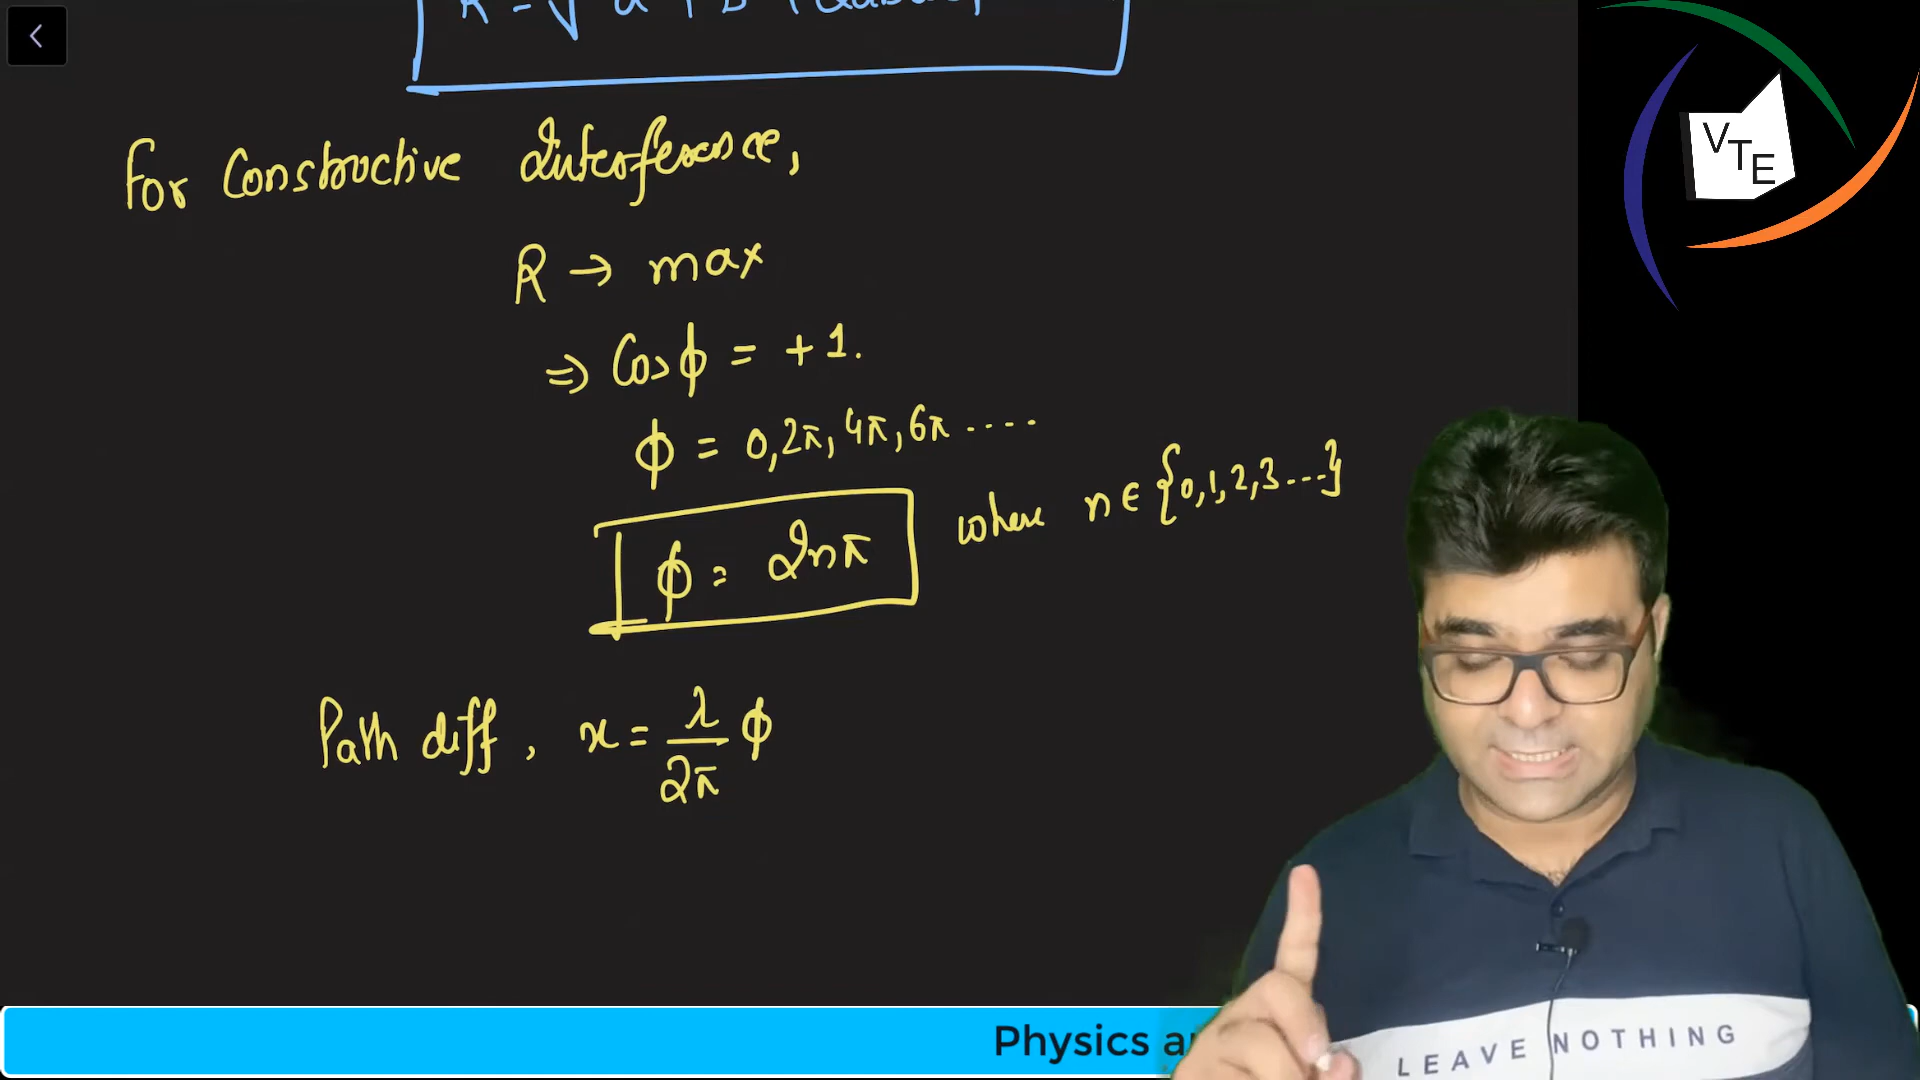 For Constructive Interference,
R → max
⇒ Cos ϕ = +1.
ϕ = 0, 2π, 4π, 6π ....
ϕ = 2nπ where n ∈ {0, 1, 2, 3 ...}
Path diff, x = λ/2π ϕ
VTE
Physics
LEAVE NOTHING